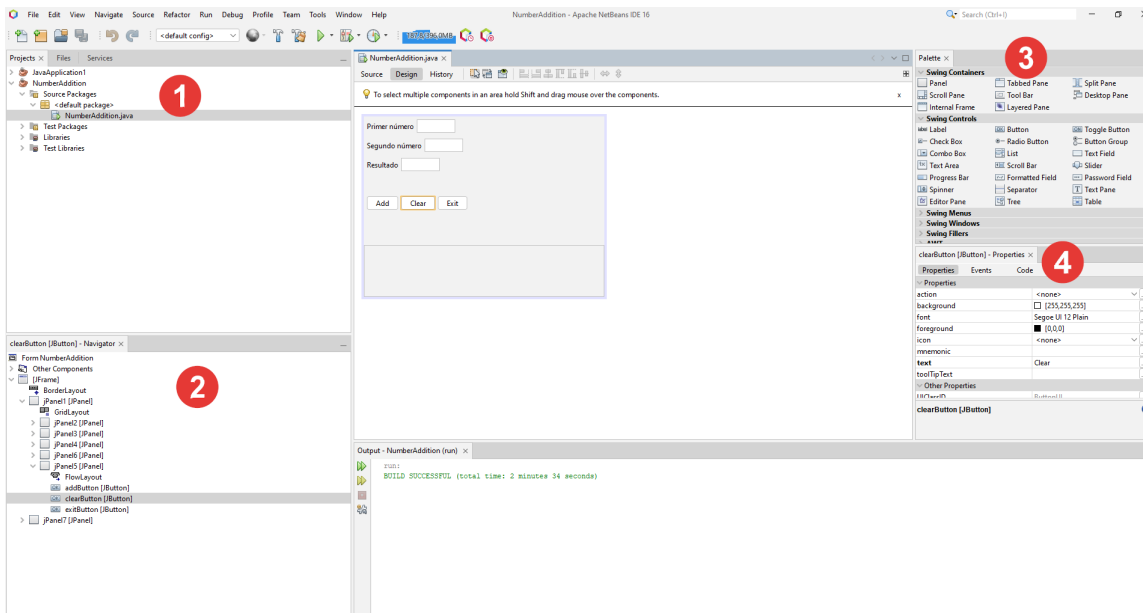 File Edit View Navigate Source Refactor Run Debug Profile Team Tools Window Help
NumberAddition - Apache NetBeans IDE 16
Search (Ctrl+I)
<default config>
Projects Files Services
JavaApplication1
NumberAddition
Source Packages
<default package>
NumberAddition.java
Test Packages
Libraries
Test Libraries
1
clearButton [JButton] - Navigator
Form NumberAddition
Other Components
[JFrame]
BorderLayout
jPanel1 [JPanel]
GridLayout
jPanel2 [JPanel]
jPanel3 [JPanel]
jPanel4 [JPanel]
jPanel6 [JPanel]
jPanel5 [JPanel]
FlowLayout
addButton [JButton]
clearButton [JButton]
exitButton [JButton]
jPanel7 [JPanel]
2
NumberAddition.java
Source Design History
To select multiple components in an area hold Shift and drag mouse over the components.
Primer número
Segundo número
Resultado
Add Clear Exit
Output - NumberAddition (run)
run:
BUILD SUCCESSFUL (total time: 2 minutes 34 seconds)
Palette
3
Swing Containers
Panel Tabbed Pane Split Pane
Scroll Pane Tool Bar Desktop Pane
Internal Frame Layered Pane
Swing Controls
Label Button Toggle Button
Check Box Radio Button Button Group
Combo Box List Text Field
Text Area Scroll Bar Slider
Progress Bar Formatted Field Password Field
Spinner Separator Text Pane
Editor Pane Tree Table
Swing Menus
Swing Windows
Swing Fillers
AWT
clearButton [JButton] - Properties
4
Properties Events Code
Properties
action <none>
background [255,255,255]
font Segoe UI 12 Plain
foreground [0,0,0]
icon <none>
mnemonic
text Clear
toolTipText
Other Properties
UIClassID ButtonUI
clearButton [JButton]